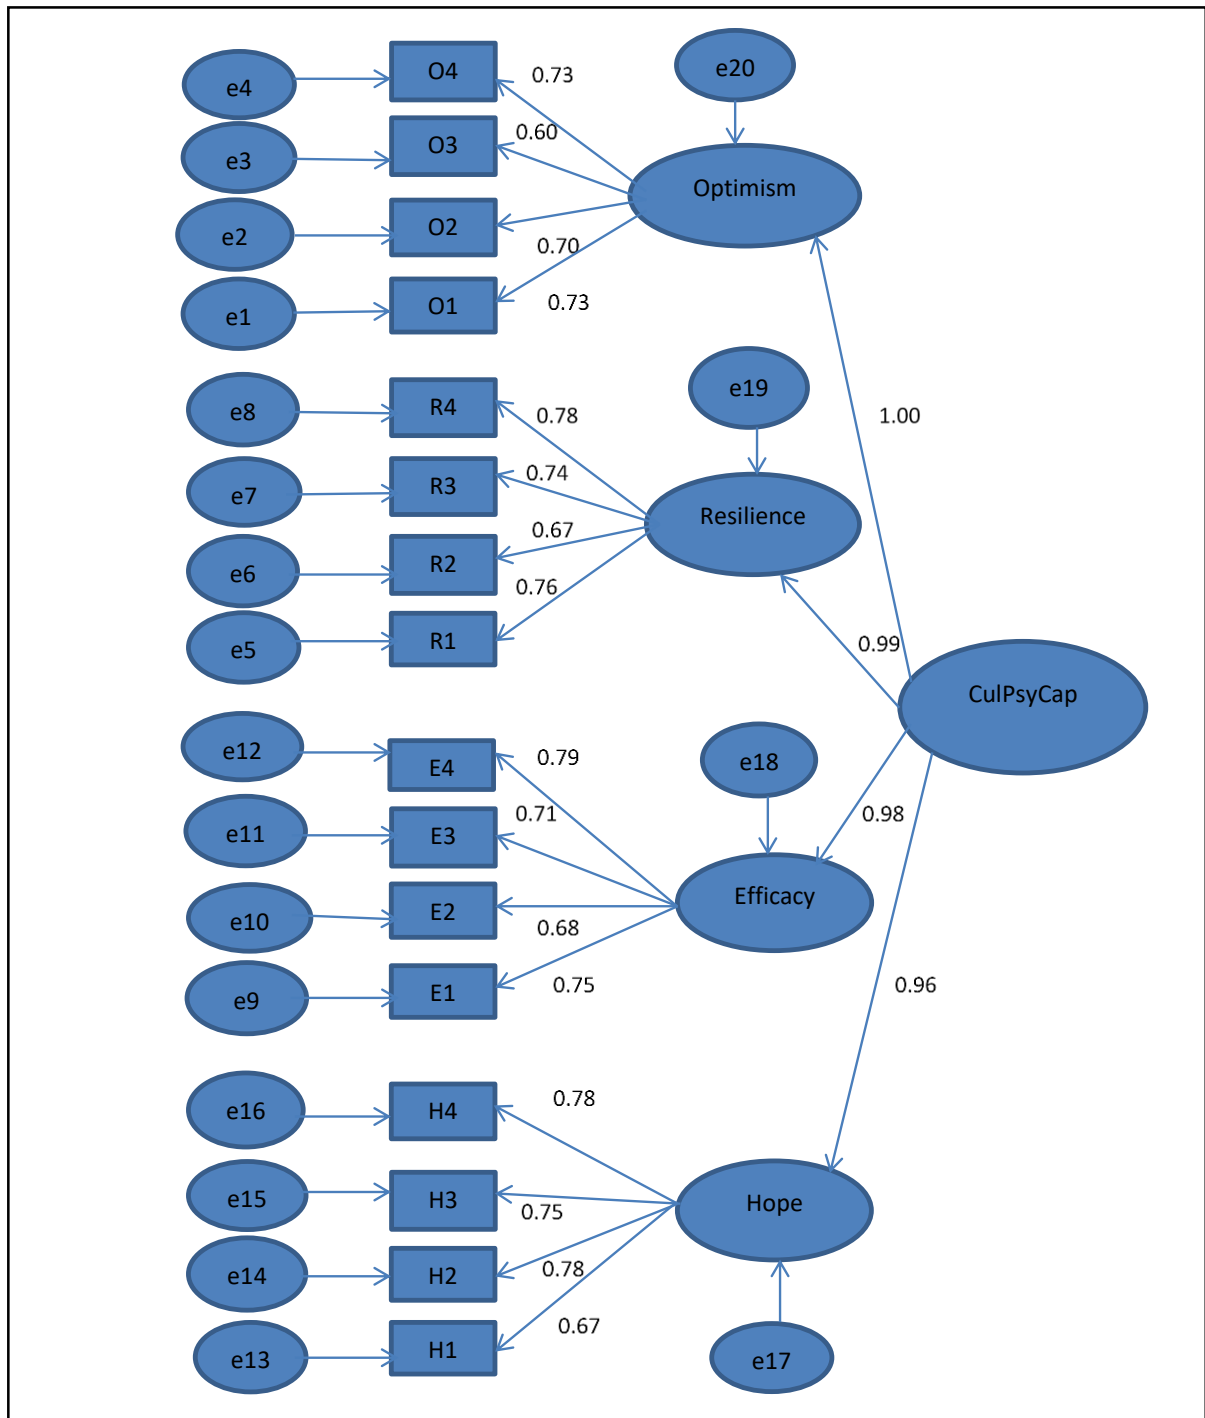 e20
e4
O4
0.73
e3
O3
0.60
Optimism
e2
O2
0.70
e1
O1
0.73
e19
e8
R4
0.78
1.00
e7
R3
0.74
Resilience
e6
R2
0.67
e5
R1
0.76
0.99
CulPsyCap
e12
E4
0.79
e18
e11
E3
0.71
0.98
e10
E2
0.68
Efficacy
e9
E1
0.75
0.96
e16
H4
0.78
e15
H3
0.75
Hope
e14
H2
0.78
e13
H1
0.67
e17